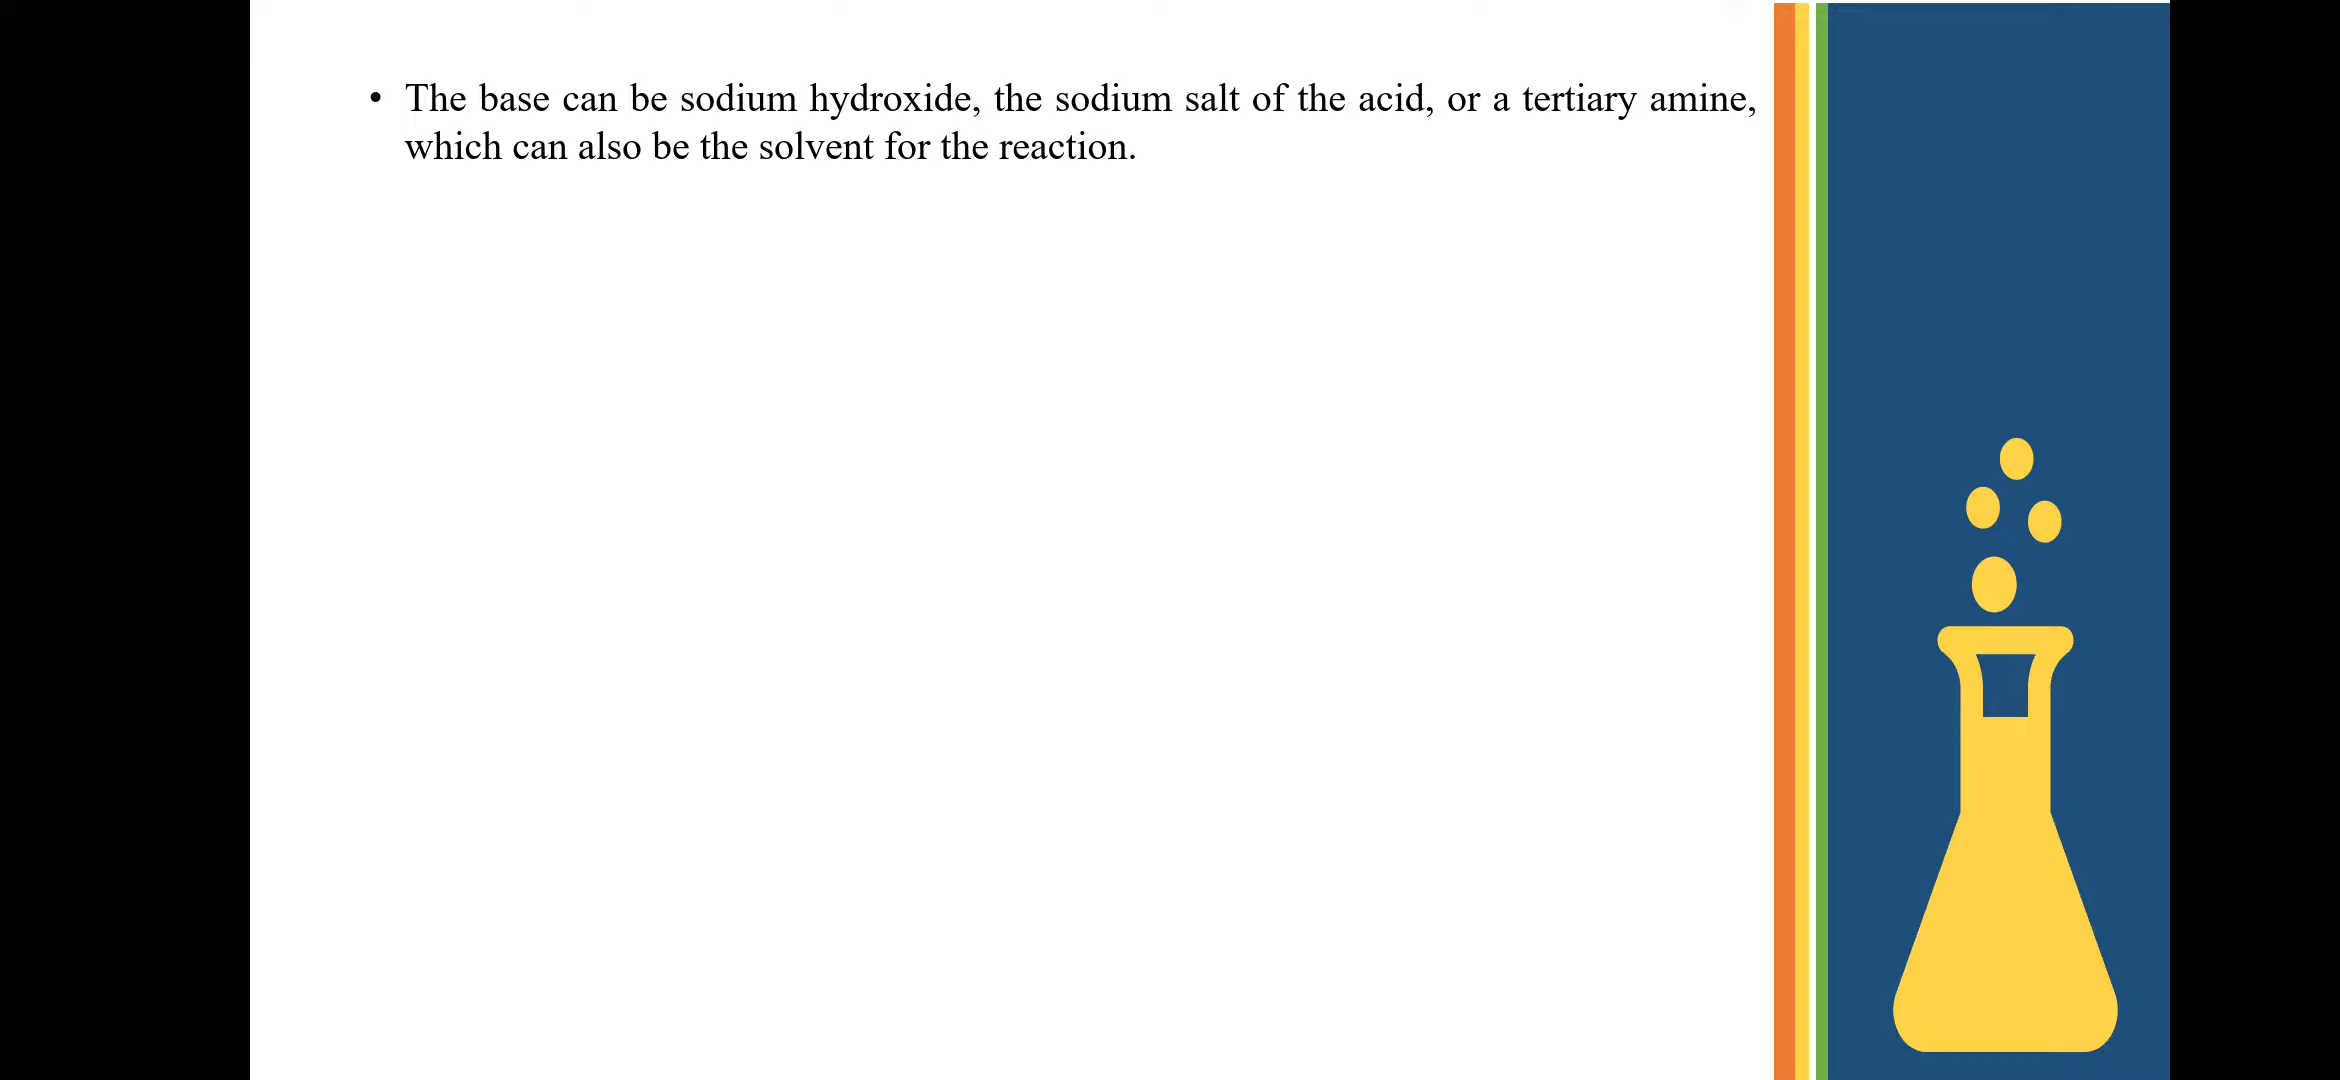 • The base can be sodium hydroxide, the sodium salt of the acid, or a tertiary amine,
which can also be the solvent for the reaction.